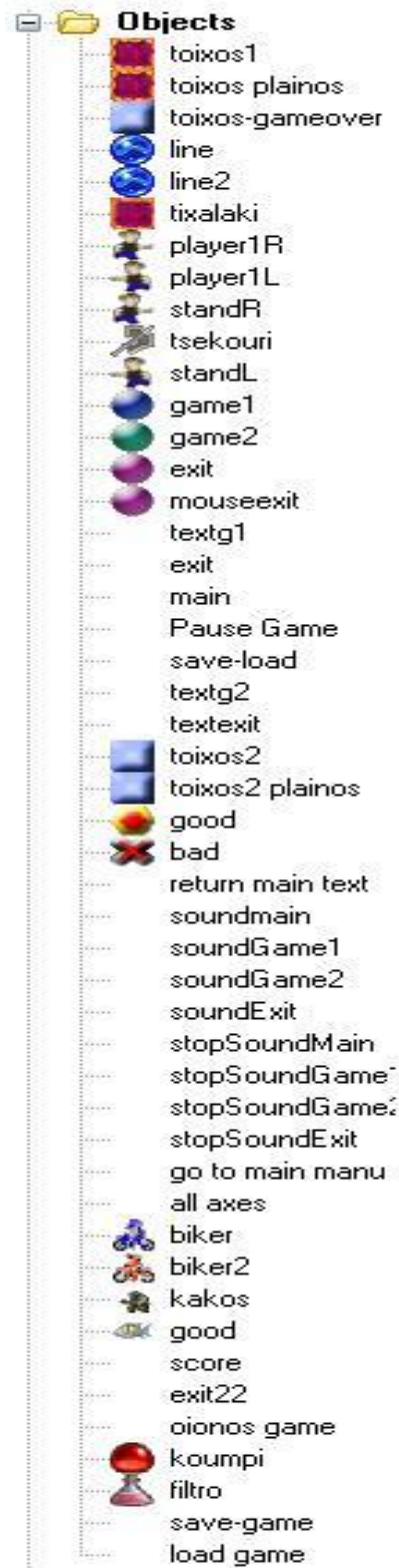 Objects
toixos1
toixos plainos
toixos-gameover
line
line2
tixalaki
player1R
player1L
standR
tsekouri
standL
game1
game2
exit
mouseexit
textg1
exit
main
Pause Game
save-load
textg2
textexit
toixos2
toixos2 plainos
good
bad
return main text
soundmain
soundGame1
soundGame2
soundExit
stopSoundMain
stopSoundGame1
stopSoundGame2
stopSoundExit
go to main manu
all axes
biker
biker2
kakos
good
score
exit22
oionos game
koumpi
filtro
save-game
load game